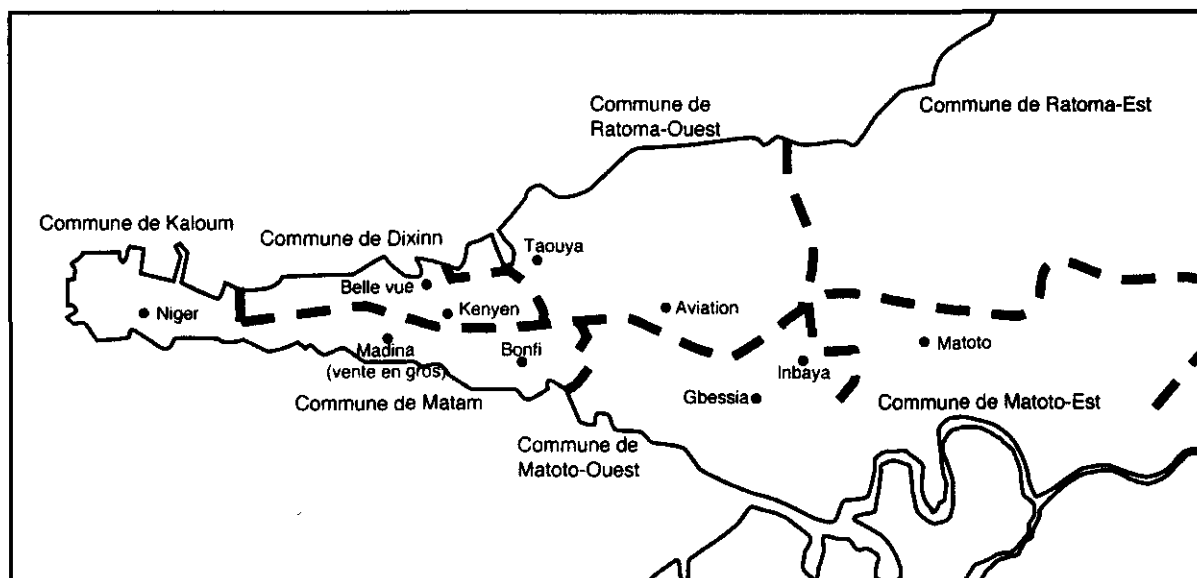 Commune de
Ratoma-Ouest
Commune de Ratoma-Est
Commune de Kaloum
Commune de Dixinn
Taouya
Belle vue
Niger
Kenyen
Aviation
Madina
(vente en gros)
Bonfi
Matoto
Inbaya
Gbessia
Commune de Matam
Commune de Matoto-Est
Commune de
Matoto-Ouest